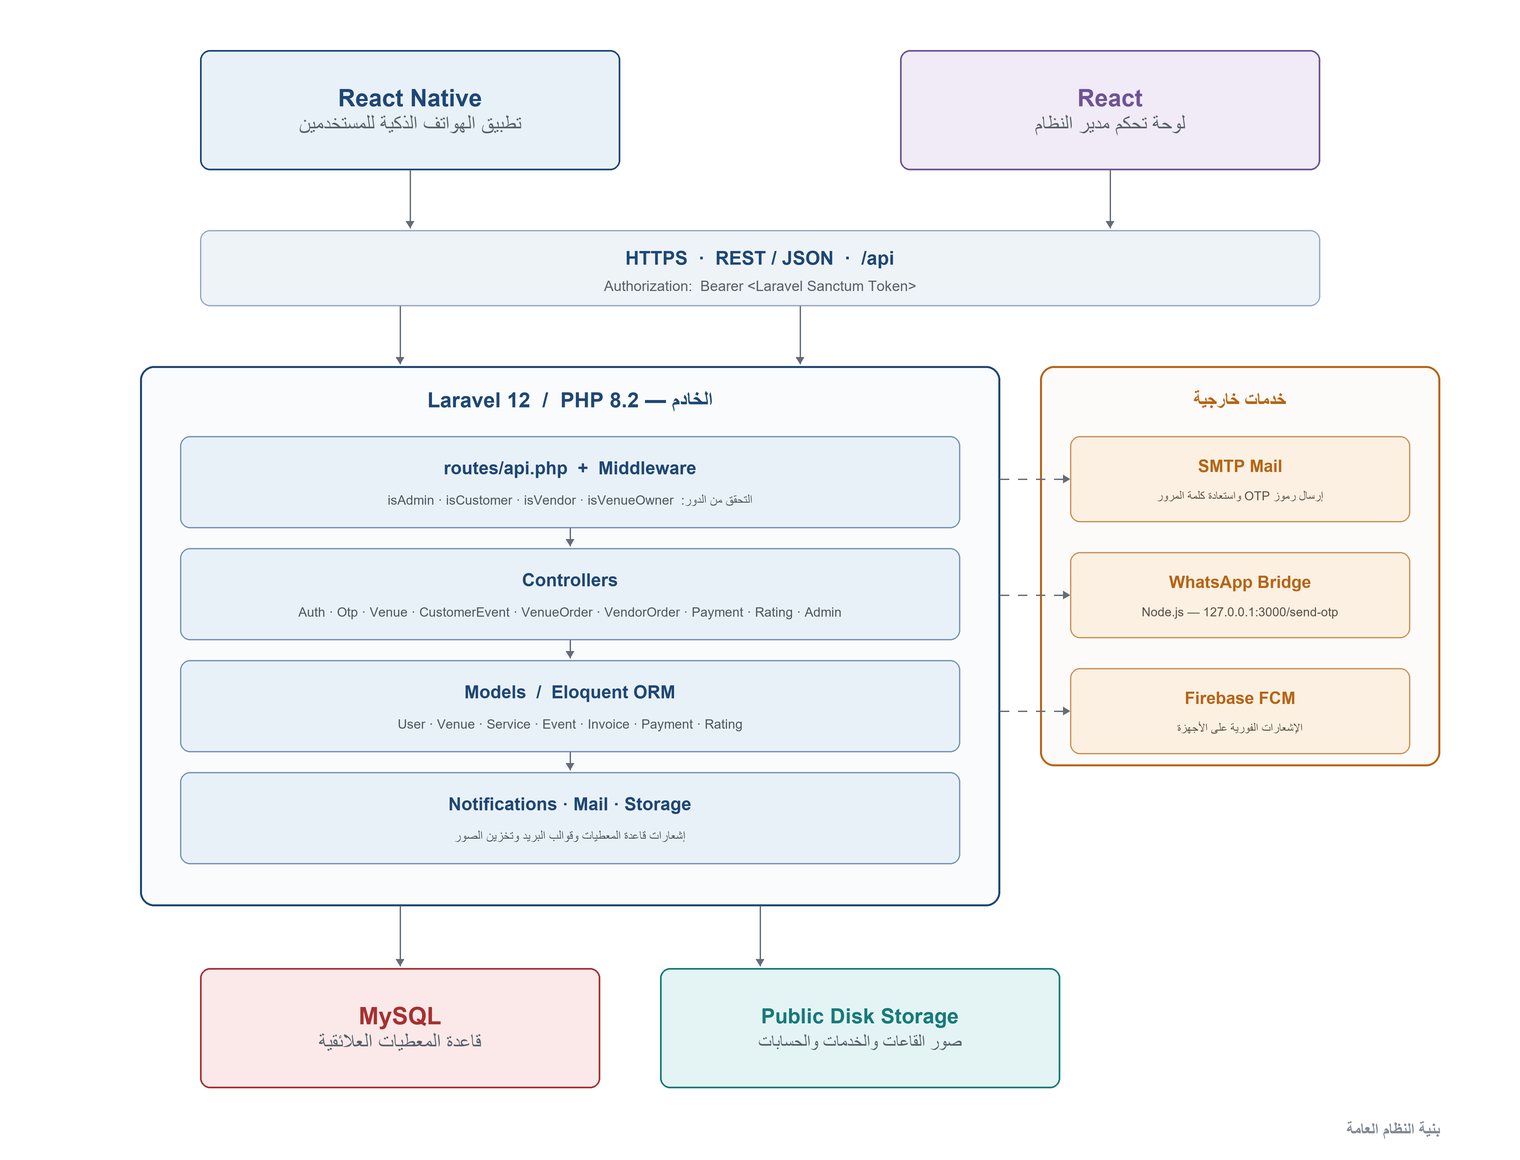 React Native
تطبيق الهواتف الذكية للمستخدمين
React
لوحة تحكم مدير النظام
HTTPS · REST / JSON · /api
Authorization: Bearer <Laravel Sanctum Token>
Laravel 12 / PHP 8.2 — الخادم
routes/api.php + Middleware
isAdmin · isCustomer · isVendor · isVenueOwner التحقق من الدور:
Controllers
Auth · Otp · Venue · CustomerEvent · VenueOrder · VendorOrder · Payment · Rating · Admin
Models / Eloquent ORM
User · Venue · Service · Event · Invoice · Payment · Rating
Notifications · Mail · Storage
إشعارات قاعدة المعطيات وقوالب البريد وتخزين الصور
خدمات خارجية
SMTP Mail
إرسال رموز OTP واستعادة كلمة المرور
WhatsApp Bridge
Node.js — 127.0.0.1:3000/send-otp
Firebase FCM
الإشعارات الفورية على الأجهزة
MySQL
قاعدة المعطيات العلائقية
Public Disk Storage
صور القاعات والخدمات والحسابات
بنية النظام العامة